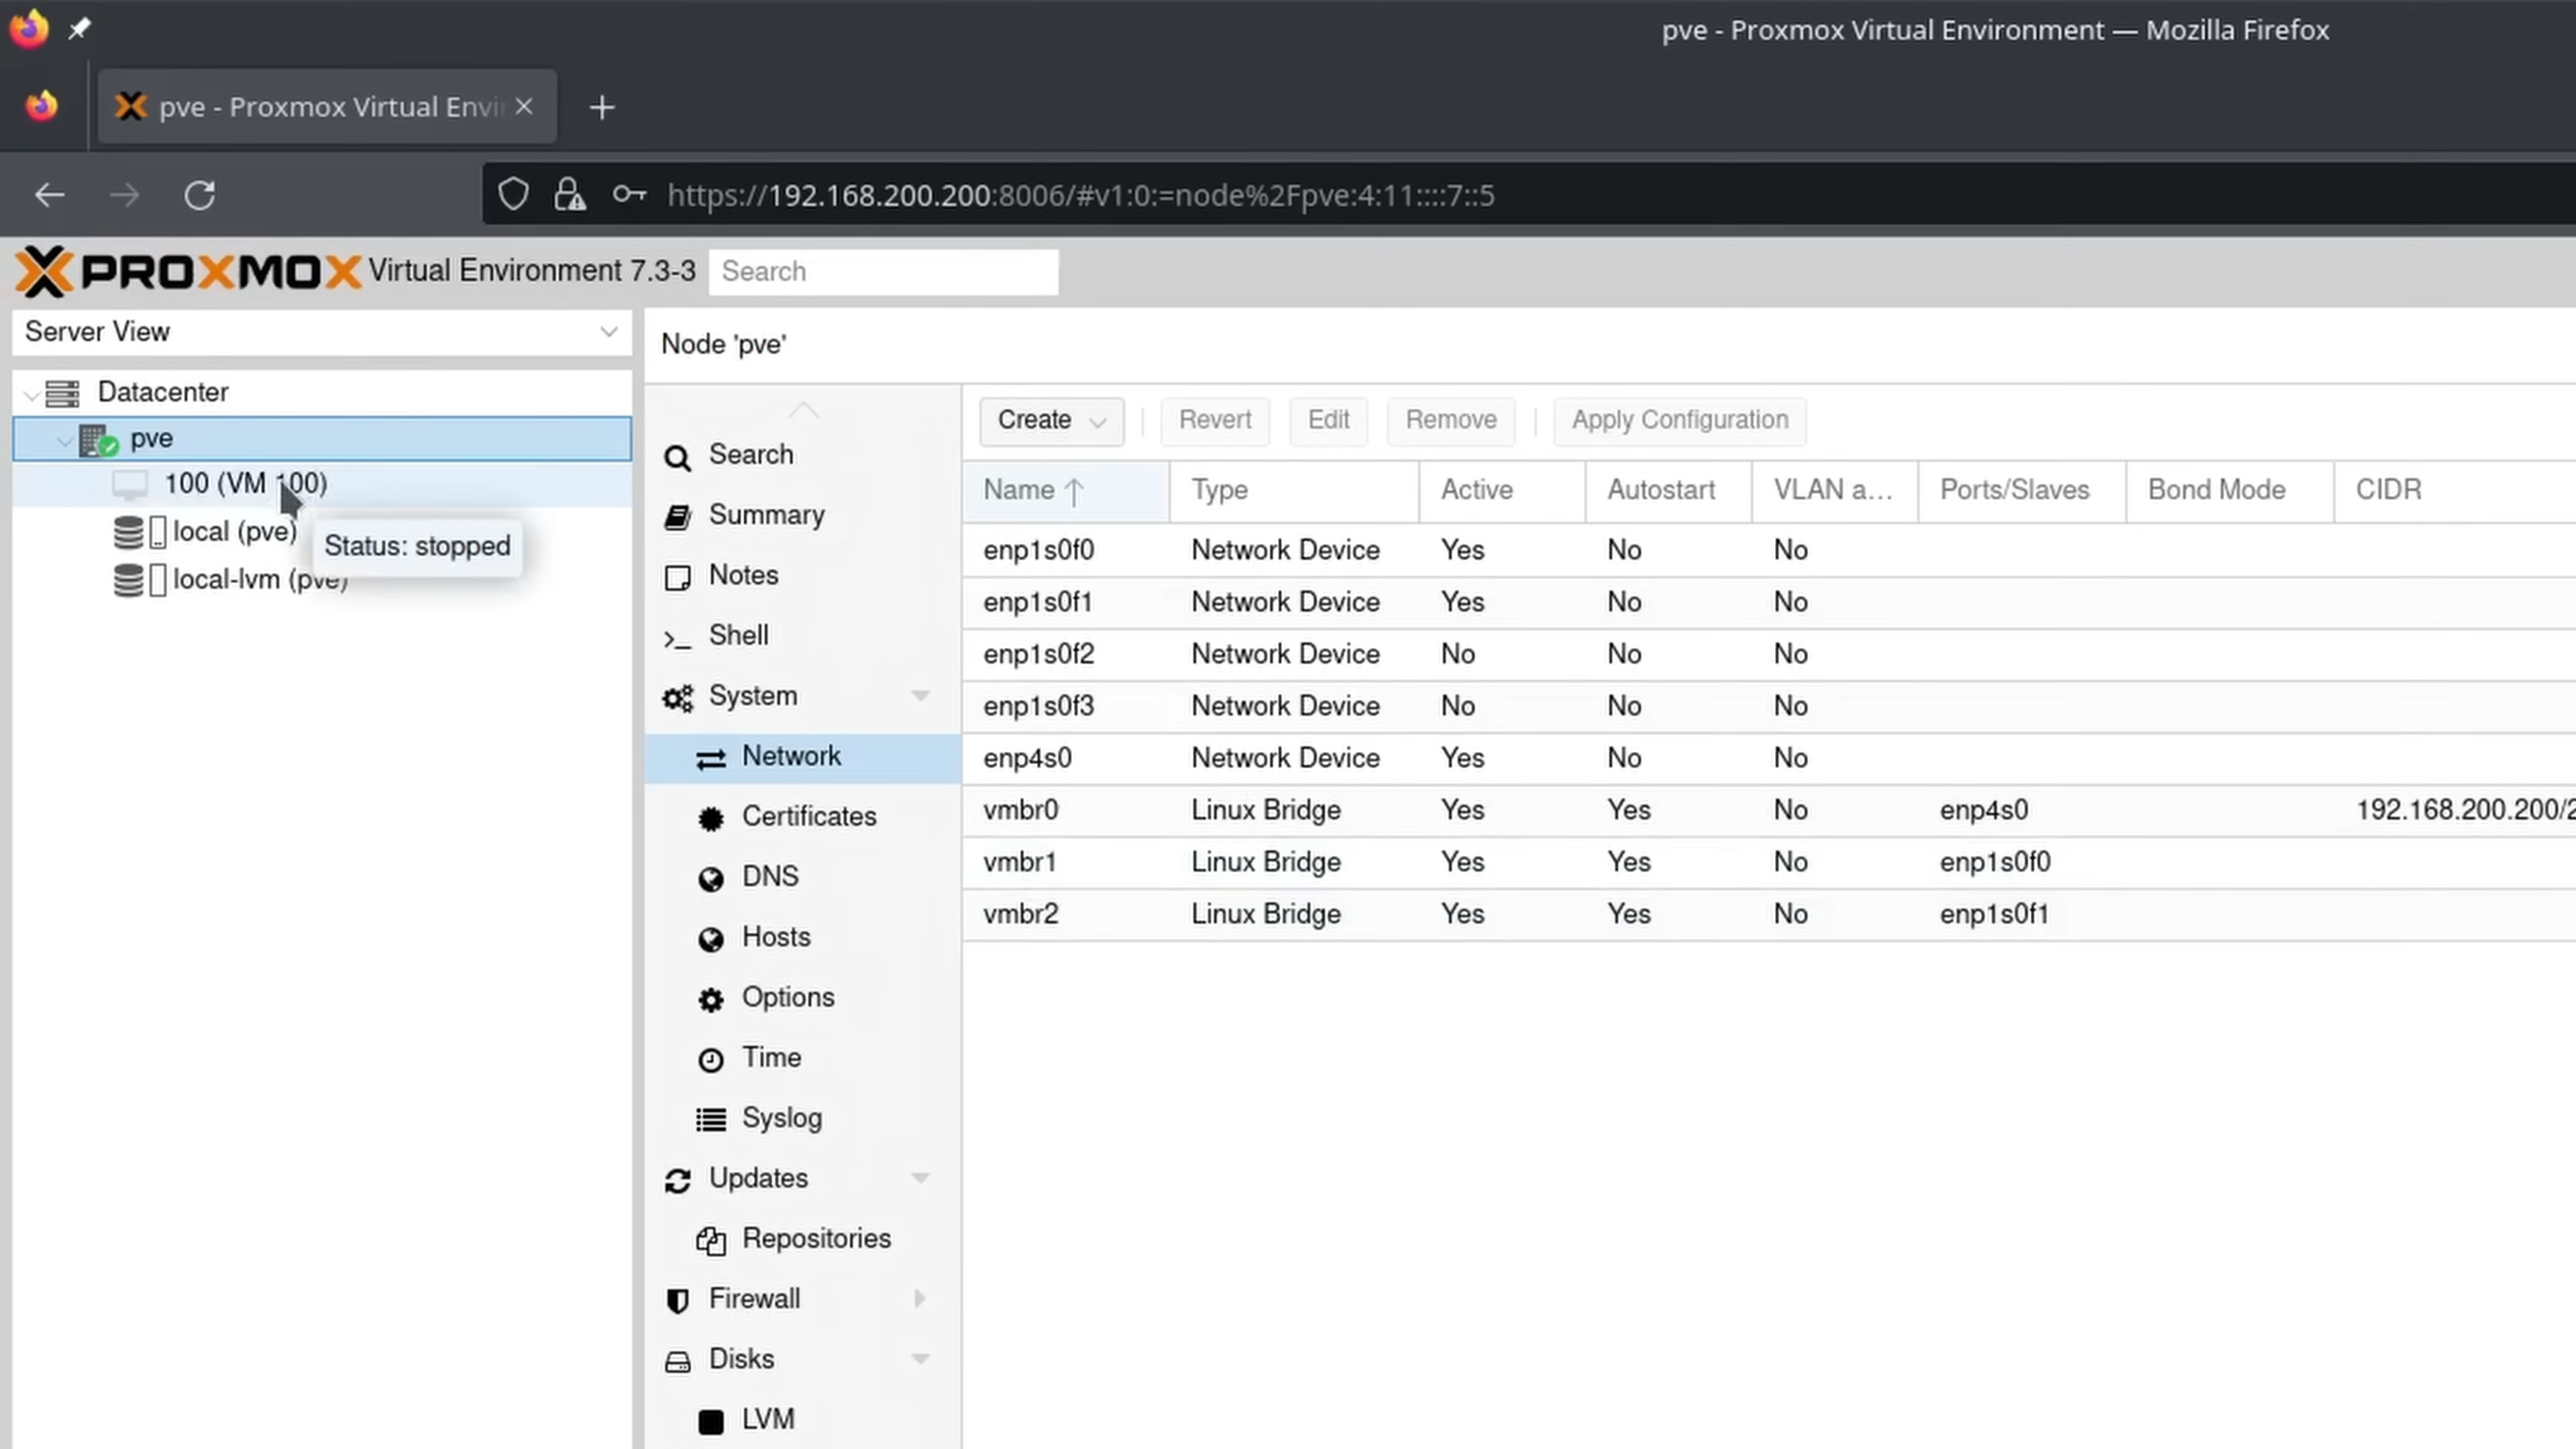 pve - Proxmox Virtual Environment — Mozilla Firefox
pve - Proxmox Virtual Envir
https://192.168.200.200:8006/#v1:0:=node%2Fpve:4:11::::7::5
PROXMOX Virtual Environment 7.3-3 Search
Server View
Datacenter
pve
100 (VM 100)
local (pve)
Status: stopped
local-lvm (pve)
Node 'pve'
Search
Summary
Notes
Shell
System
Network
Certificates
DNS
Hosts
Options
Time
Syslog
Updates
Repositories
Firewall
Disks
LVM
Create Revert Edit Remove Apply Configuration
Name Type Active Autostart VLAN a... Ports/Slaves Bond Mode CIDR
enp1s0f0 Network Device Yes No No
enp1s0f1 Network Device Yes No No
enp1s0f2 Network Device No No No
enp1s0f3 Network Device No No No
enp4s0 Network Device Yes No No
vmbr0 Linux Bridge Yes Yes No enp4s0 192.168.200.200/2
vmbr1 Linux Bridge Yes Yes No enp1s0f0
vmbr2 Linux Bridge Yes Yes No enp1s0f1